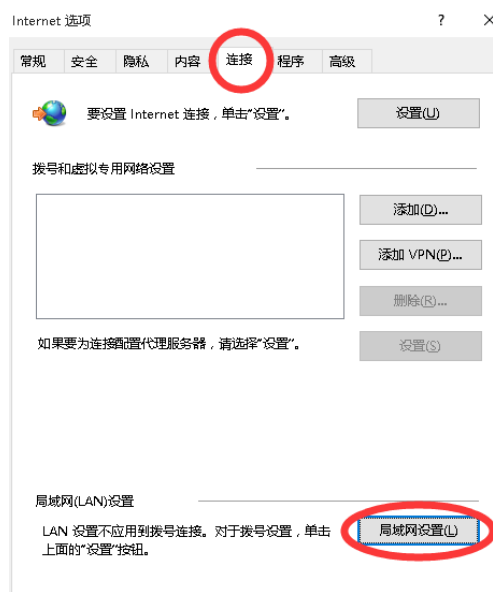 Internet 选项 ? ×
常规 安全 隐私 内容 连接 程序 高级
要设置 Internet 连接，单击“设置”。 设置(U)
拨号和虚拟专用网络设置
添加(D)...
添加 VPN(P)...
删除(R)...
如果要为连接配置代理服务器，请选择“设置”。 设置(S)
局域网(LAN)设置
LAN 设置不应用到拨号连接。对于拨号设置，单击 局域网设置(L)
上面的“设置”按钮。